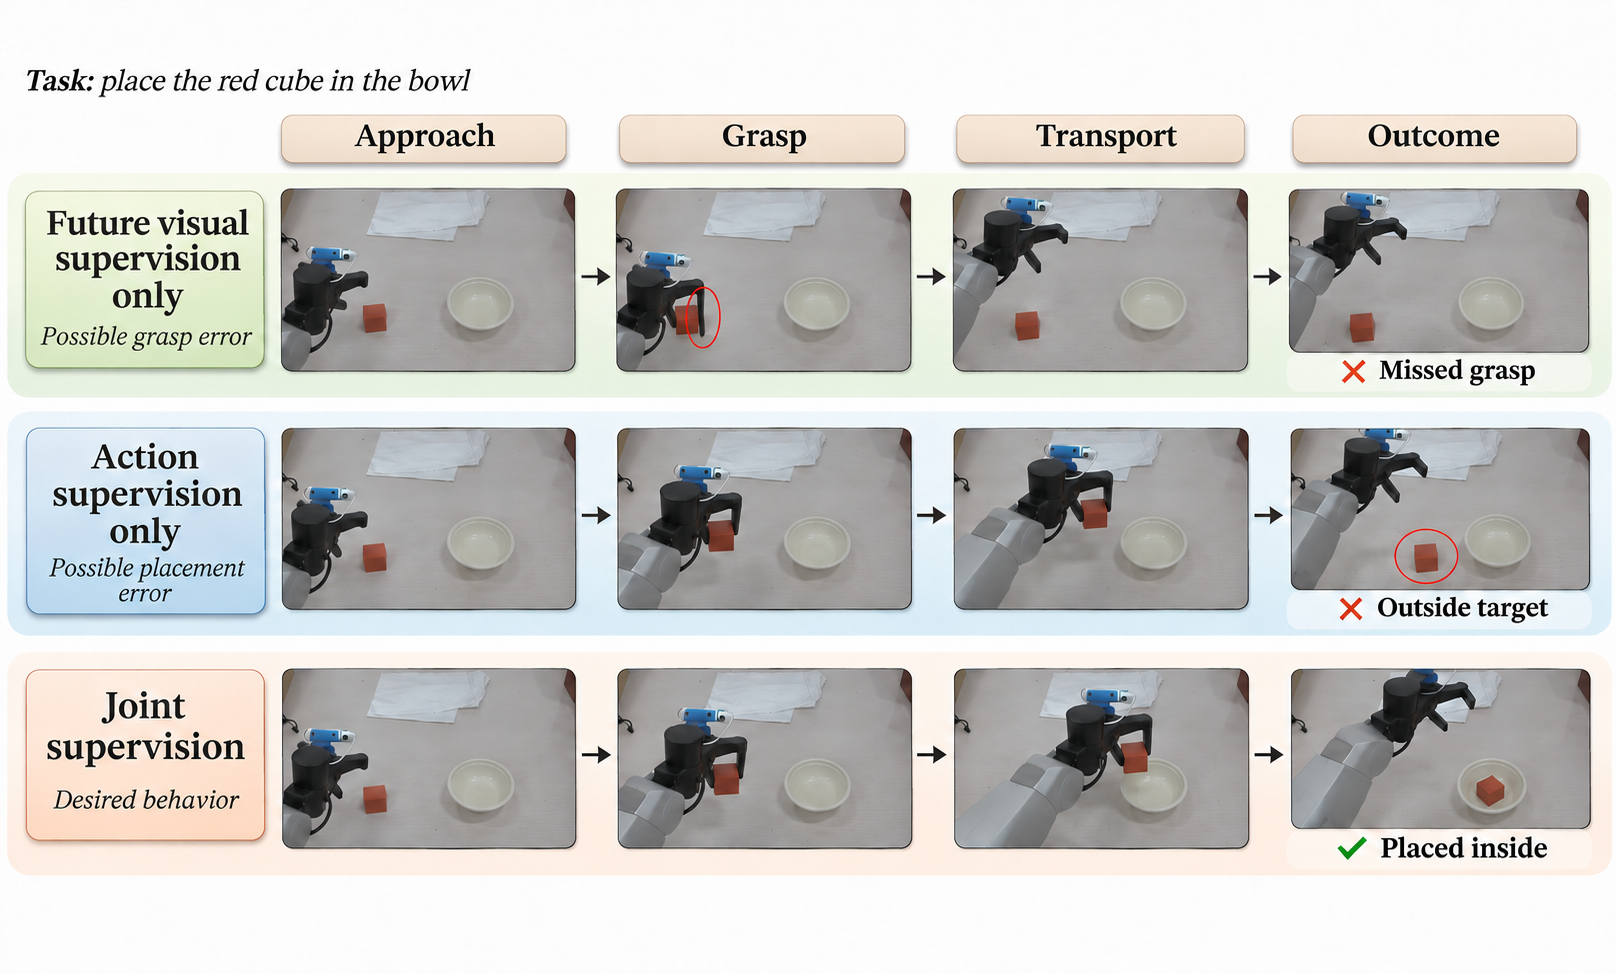 Task: place the red cube in the bowl
Approach
Grasp
Transport
Outcome
Future visual
supervision
only
Possible grasp error
Missed grasp
Action
supervision
only
Possible placement
error
Outside target
Joint
supervision
Desired behavior
Placed inside